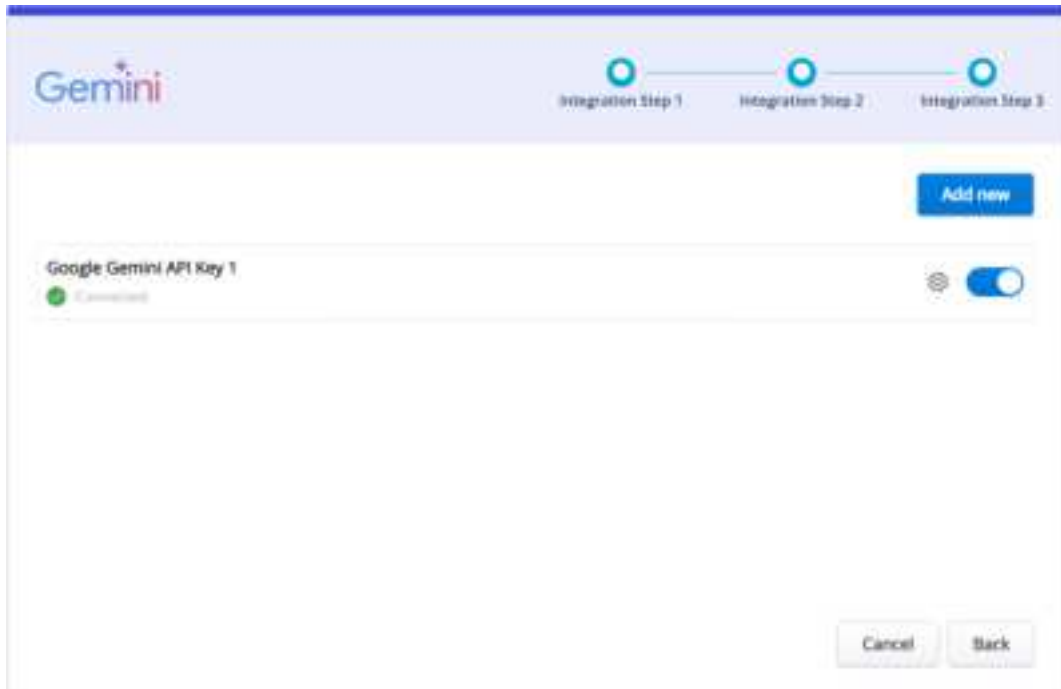 Gemini
Integration Step 1
Integration Step 2
Integration Step 3
Add new
Google Gemini API Key 1
Connected
Cancel
Back